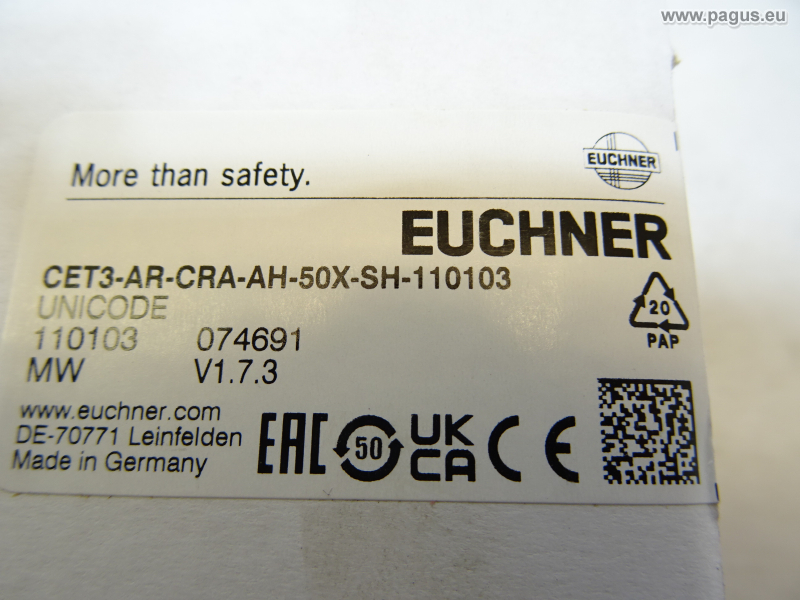 www.pagus.eu
EUCHNER
More than safety.
EUCHNER
CET3-AR-CRA-AH-50X-SH-110103
UNICODE
110103 074691
MW V1.7.3
20
PAP
www.euchner.com
DE-70771 Leinfelden
Made in Germany
EAC 50 UK CA CE